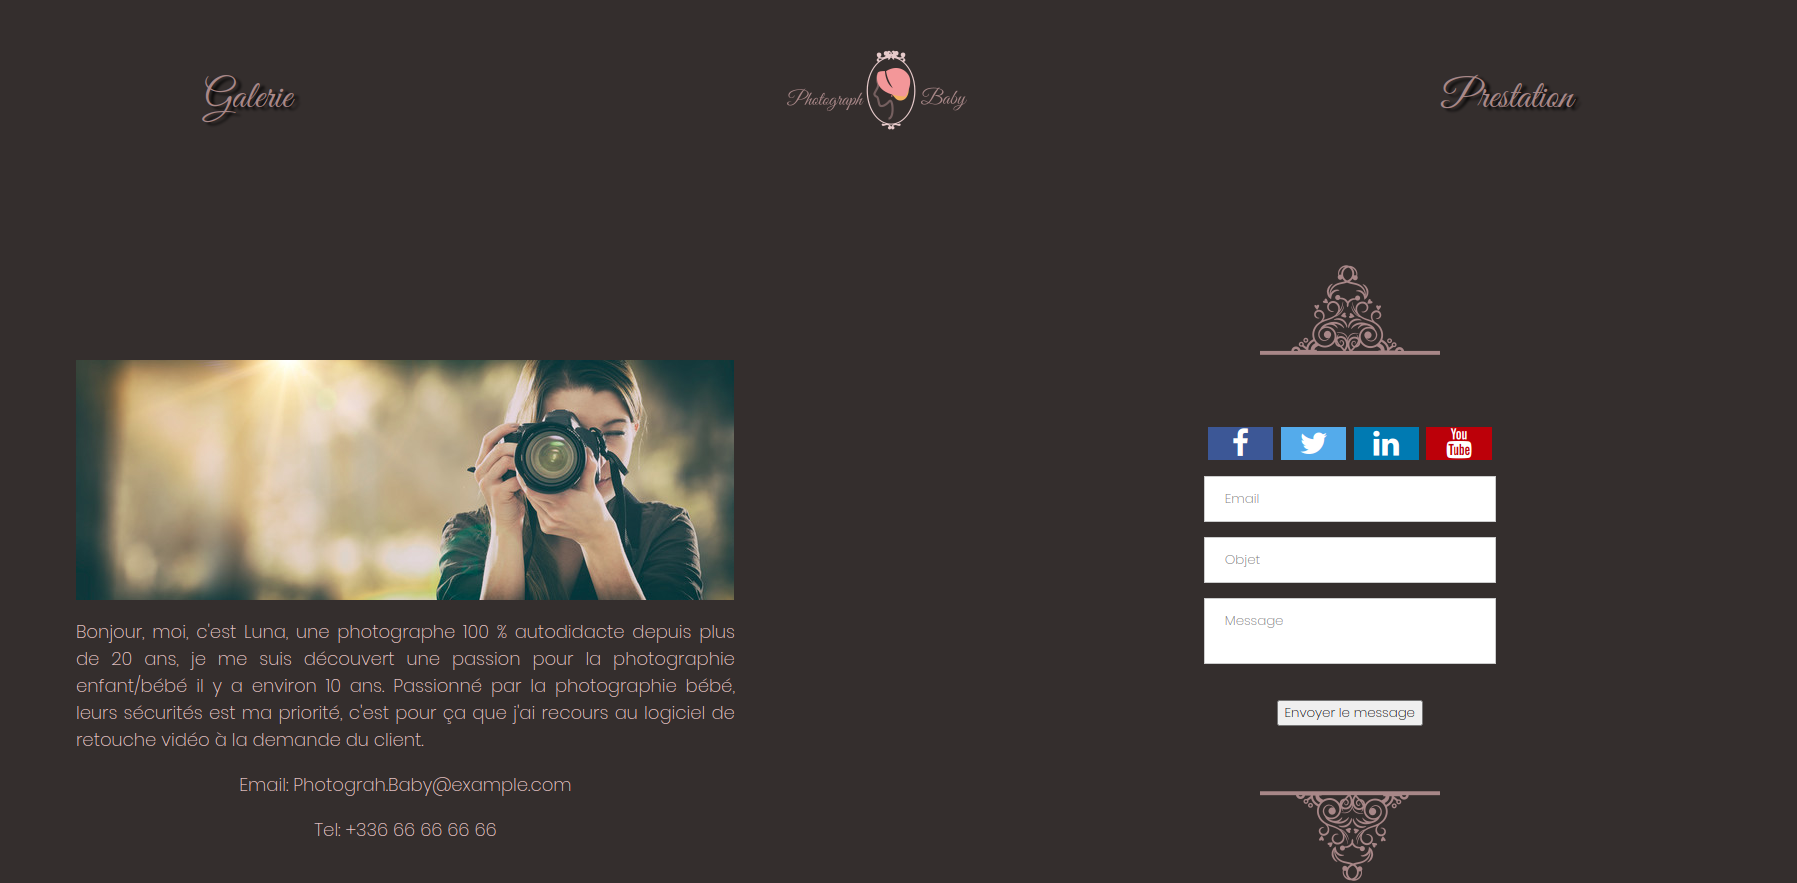 Galerie
Photograph Baby
Prestation
f
in
You
Tube
Email
Objet
Message
Envoyer le message
Bonjour, moi, c'est Luna, une photographe 100 % autodidacte depuis plus
de 20 ans, je me suis découvert une passion pour la photographie
enfant/bébé il y a environ 10 ans. Passionné par la photographie bébé,
leurs sécurités est ma priorité, c'est pour ça que j'ai recours au logiciel de
retouche vidéo à la demande du client.
Email: Photograh.Baby@example.com
Tel: +336 66 66 66 66